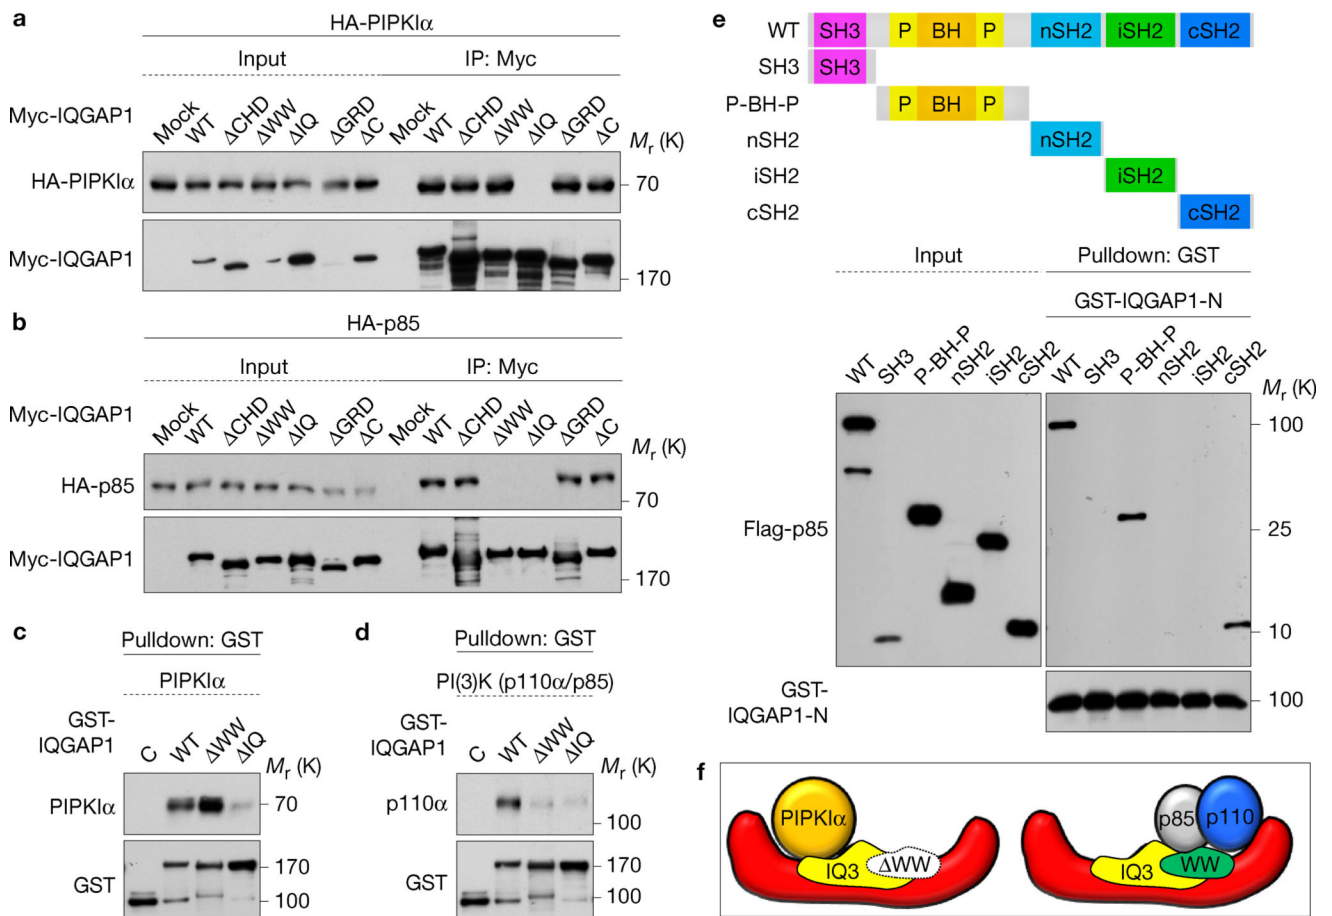 a
HA-PIPKIα
Input IP: Myc
Myc-IQGAP1 Mock WT ΔCHD ΔWW ΔIQ ΔGRD ΔC Mock WT ΔCHD ΔWW ΔIQ ΔGRD ΔC Mr (K)
HA-PIPKIα 70
Myc-IQGAP1 170
b
HA-p85
Input IP: Myc
Myc-IQGAP1 Mock WT ΔCHD ΔWW ΔIQ ΔGRD ΔC Mock WT ΔCHD ΔWW ΔIQ ΔGRD ΔC Mr (K)
HA-p85 70
Myc-IQGAP1 170
c
Pulldown: GST
PIPKIα
GST-
IQGAP1 C WT ΔWW ΔIQ Mr (K)
PIPKIα 70
GST 170
100
d
Pulldown: GST
PI(3)K (p110α/p85)
GST-
IQGAP1 C WT ΔWW ΔIQ Mr (K)
p110α 100
GST 170
100
e
WT SH3 P BH P nSH2 iSH2 cSH2
SH3 SH3
P-BH-P P BH P
nSH2 nSH2
iSH2 iSH2
cSH2 cSH2
Input Pulldown: GST
GST-IQGAP1-N
WT SH3 P-BH-P nSH2 iSH2 cSH2 WT SH3 P-BH-P nSH2 iSH2 cSH2 Mr (K)
100
Flag-p85 25
10
GST-
IQGAP1-N 100
f
PIPKIα p85 p110
IQ3 ΔWW IQ3 WW